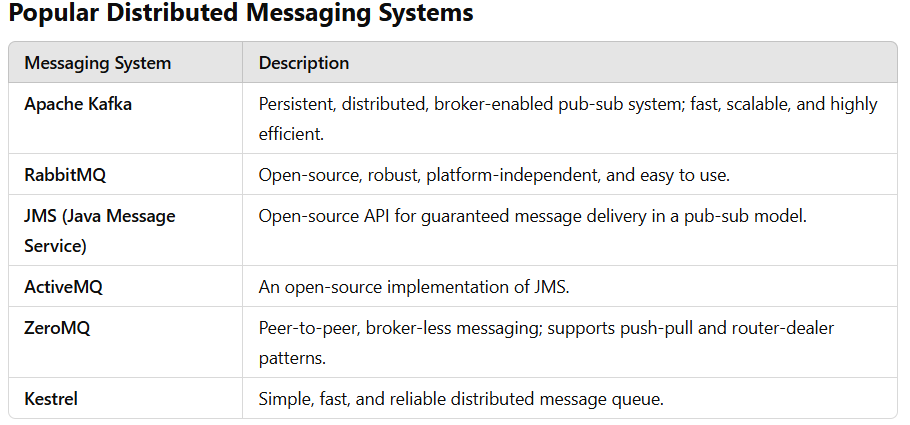 Popular Distributed Messaging Systems
Messaging System Description
Apache Kafka Persistent, distributed, broker-enabled pub-sub system; fast, scalable, and highly
efficient.
RabbitMQ Open-source, robust, platform-independent, and easy to use.
JMS (Java Message Open-source API for guaranteed message delivery in a pub-sub model.
Service)
ActiveMQ An open-source implementation of JMS.
ZeroMQ Peer-to-peer, broker-less messaging; supports push-pull and router-dealer
patterns.
Kestrel Simple, fast, and reliable distributed message queue.